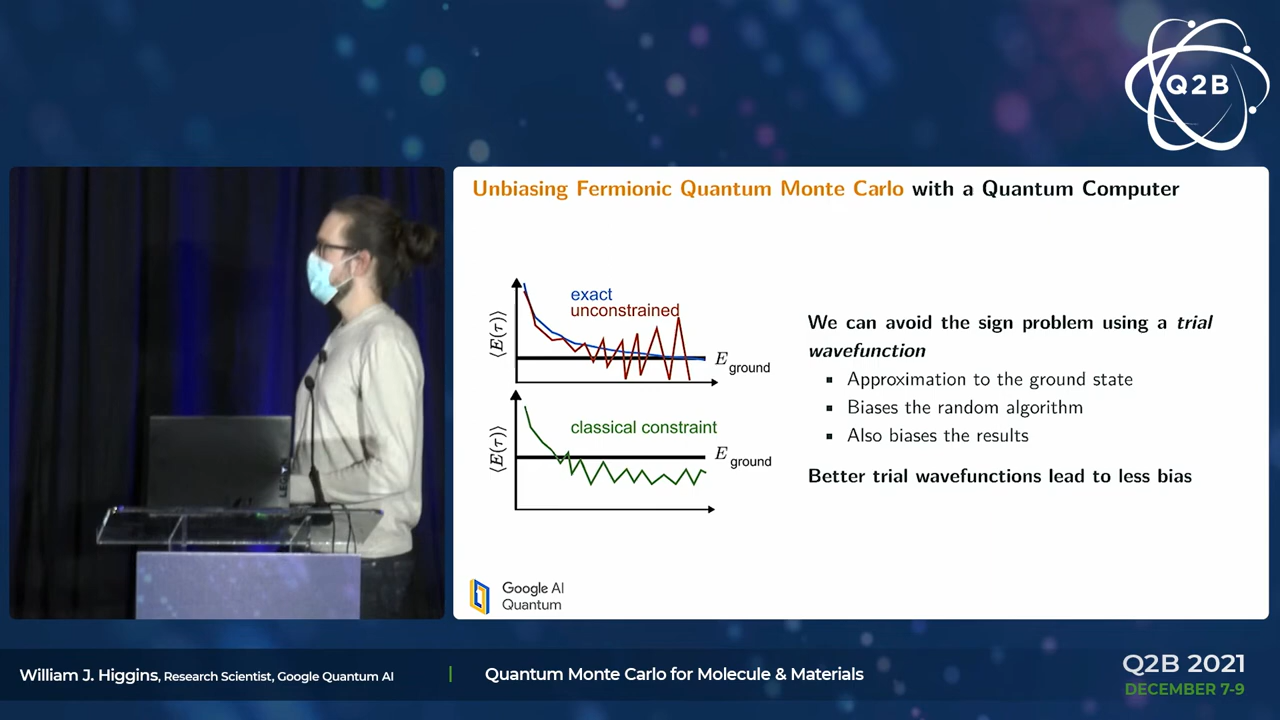 Q2B
Unbiasing Fermionic Quantum Monte Carlo with a Quantum Computer
exact
unconstrained
⟨E(τ)⟩
E ground
classical constraint
⟨E(τ)⟩
E ground
We can avoid the sign problem using a trial
wavefunction
▪ Approximation to the ground state
▪ Biases the random algorithm
▪ Also biases the results
Better trial wavefunctions lead to less bias
Google AI
Quantum
LEGION
William J. Higgins, Research Scientist, Google Quantum AI
Quantum Monte Carlo for Molecule & Materials
Q2B 2021
DECEMBER 7-9